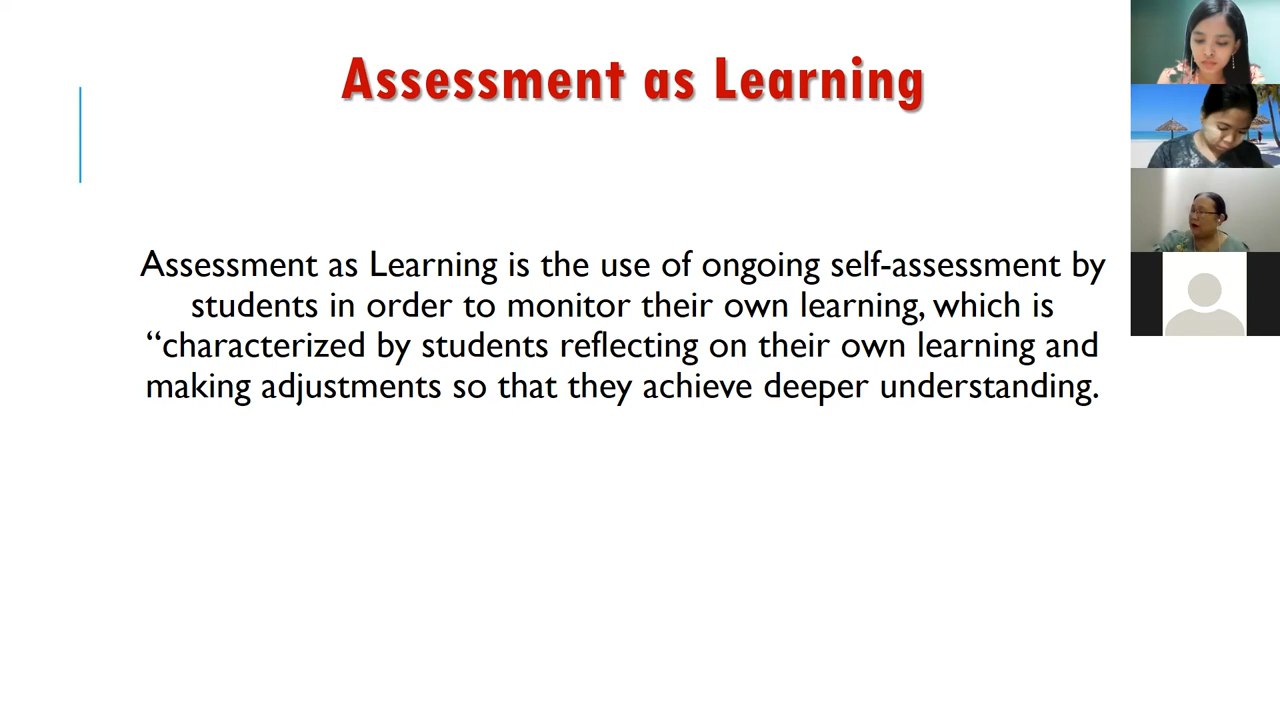 Assessment as Learning
Assessment as Learning is the use of ongoing self-assessment by
students in order to monitor their own learning, which is
“characterized by students reflecting on their own learning and
making adjustments so that they achieve deeper understanding.